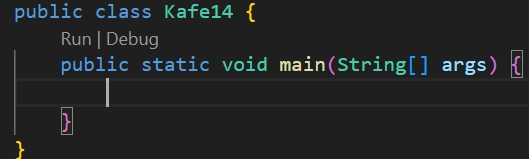 public class Kafe14 {
Run | Debug
public static void main(String[] args) {
}
}